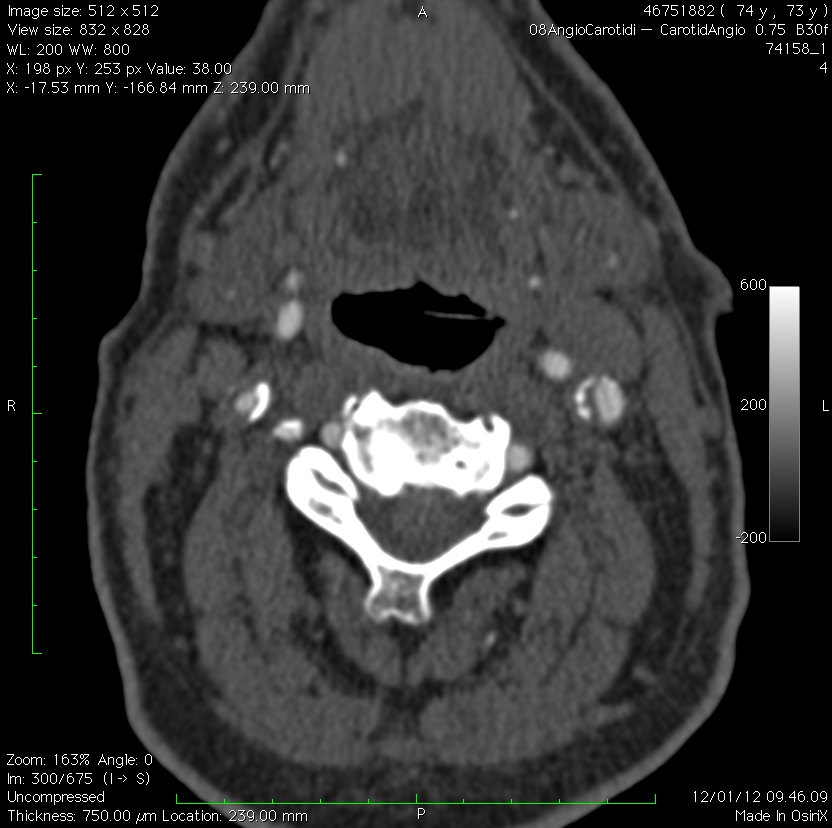 Image size: 512 x 512
View size: 832 x 828
WL: 200 WW: 800
X: 198 px Y: 253 px Value: 38.00
X: -17.53 mm Y: -166.84 mm Z: 239.00 mm
A
46751882 ( 74 y, 73 y )
08AngioCarotidi — CarotidAngio 0.75 B30f
74158_1
4
600
200
-200
R
L
Zoom: 163% Angle: 0
Im: 300/675 (I -> S)
Uncompressed
Thickness: 750.00 µm Location: 239.00 mm
P
12/01/12 09.46.09
Made In OsiriX